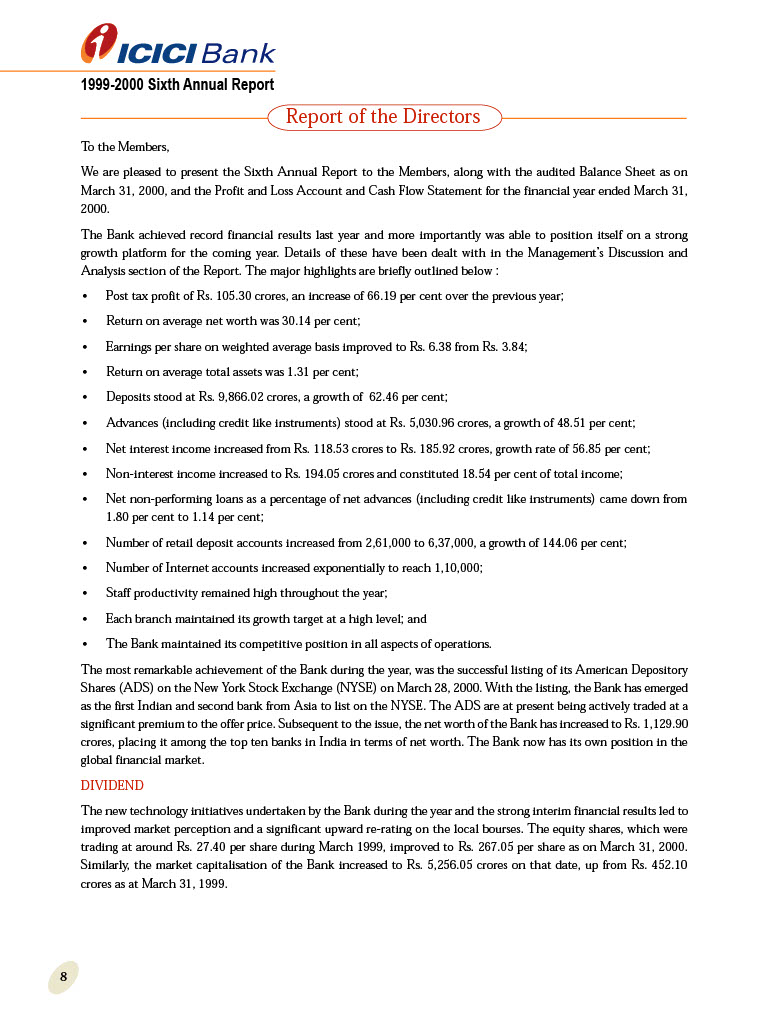 ICICI Bank
1999-2000 Sixth Annual Report
Report of the Directors
To the Members,
We are pleased to present the Sixth Annual Report to the Members, along with the audited Balance Sheet as on
March 31, 2000, and the Profit and Loss Account and Cash Flow Statement for the financial year ended March 31,
2000.
The Bank achieved record financial results last year and more importantly was able to position itself on a strong
growth platform for the coming year. Details of these have been dealt with in the Management's Discussion and
Analysis section of the Report. The major highlights are briefly outlined below :
• Post tax profit of Rs. 105.30 crores, an increase of 66.19 per cent over the previous year;
• Return on average net worth was 30.14 per cent;
• Earnings per share on weighted average basis improved to Rs. 6.38 from Rs. 3.84;
• Return on average total assets was 1.31 per cent;
• Deposits stood at Rs. 9,866.02 crores, a growth of 62.46 per cent;
• Advances (including credit like instruments) stood at Rs. 5,030.96 crores, a growth of 48.51 per cent;
• Net interest income increased from Rs. 118.53 crores to Rs. 185.92 crores, growth rate of 56.85 per cent;
• Non-interest income increased to Rs. 194.05 crores and constituted 18.54 per cent of total income;
• Net non-performing loans as a percentage of net advances (including credit like instruments) came down from
1.80 per cent to 1.14 per cent;
• Number of retail deposit accounts increased from 2,61,000 to 6,37,000, a growth of 144.06 per cent;
• Number of Internet accounts increased exponentially to reach 1,10,000;
• Staff productivity remained high throughout the year;
• Each branch maintained its growth target at a high level; and
• The Bank maintained its competitive position in all aspects of operations.
The most remarkable achievement of the Bank during the year, was the successful listing of its American Depository
Shares (ADS) on the New York Stock Exchange (NYSE) on March 28, 2000. With the listing, the Bank has emerged
as the first Indian and second bank from Asia to list on the NYSE. The ADS are at present being actively traded at a
significant premium to the offer price. Subsequent to the issue, the net worth of the Bank has increased to Rs. 1,129.90
crores, placing it among the top ten banks in India in terms of net worth. The Bank now has its own position in the
global financial market.
DIVIDEND
The new technology initiatives undertaken by the Bank during the year and the strong interim financial results led to
improved market perception and a significant upward re-rating on the local bourses. The equity shares, which were
trading at around Rs. 27.40 per share during March 1999, improved to Rs. 267.05 per share as on March 31, 2000.
Similarly, the market capitalisation of the Bank increased to Rs. 5,256.05 crores on that date, up from Rs. 452.10
crores as at March 31, 1999.
8